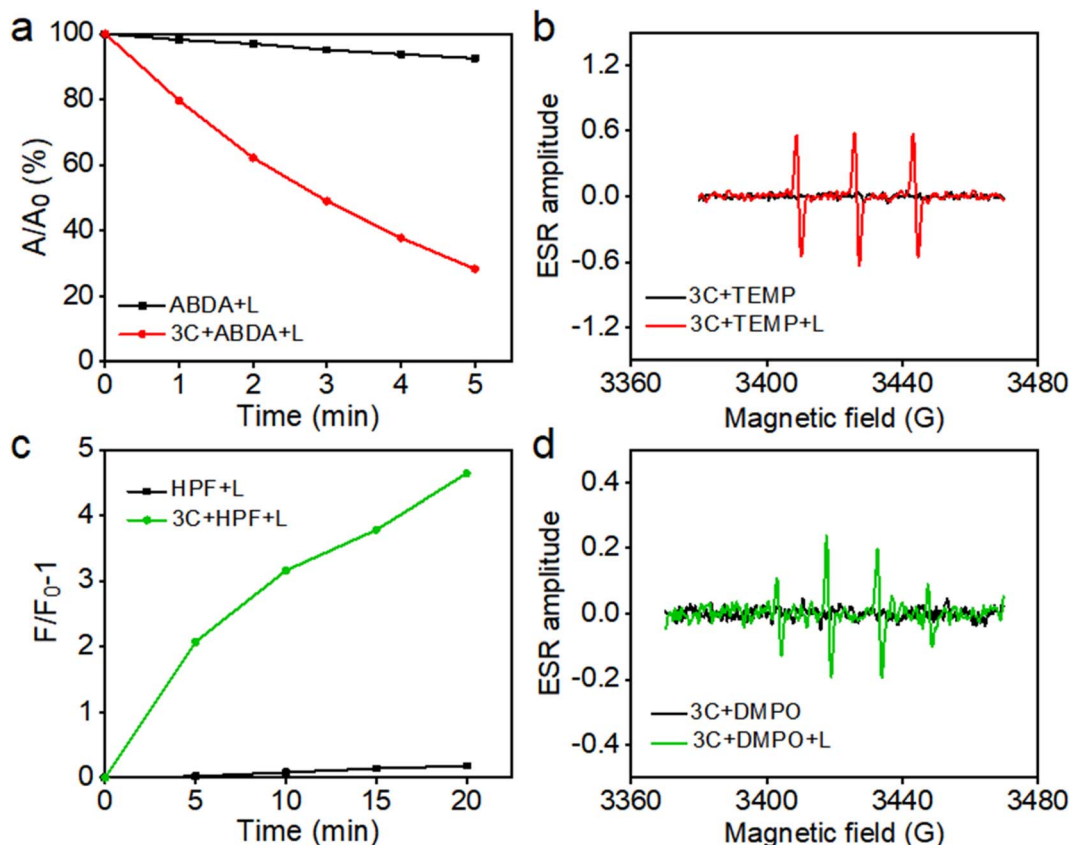 a
100
80
60
40
20
0
A/A0 (%)
ABDA+L
3C+ABDA+L
0 1 2 3 4 5
Time (min)
b
1.2
0.6
0.0
-0.6
-1.2
ESR amplitude
3C+TEMP
3C+TEMP+L
3360 3400 3440 3480
Magnetic field (G)
c
5
4
3
2
1
0
F/F0-1
HPF+L
3C+HPF+L
0 5 10 15 20
Time (min)
d
0.4
0.2
0.0
-0.2
-0.4
ESR amplitude
3C+DMPO
3C+DMPO+L
3360 3400 3440 3480
Magnetic field (G)